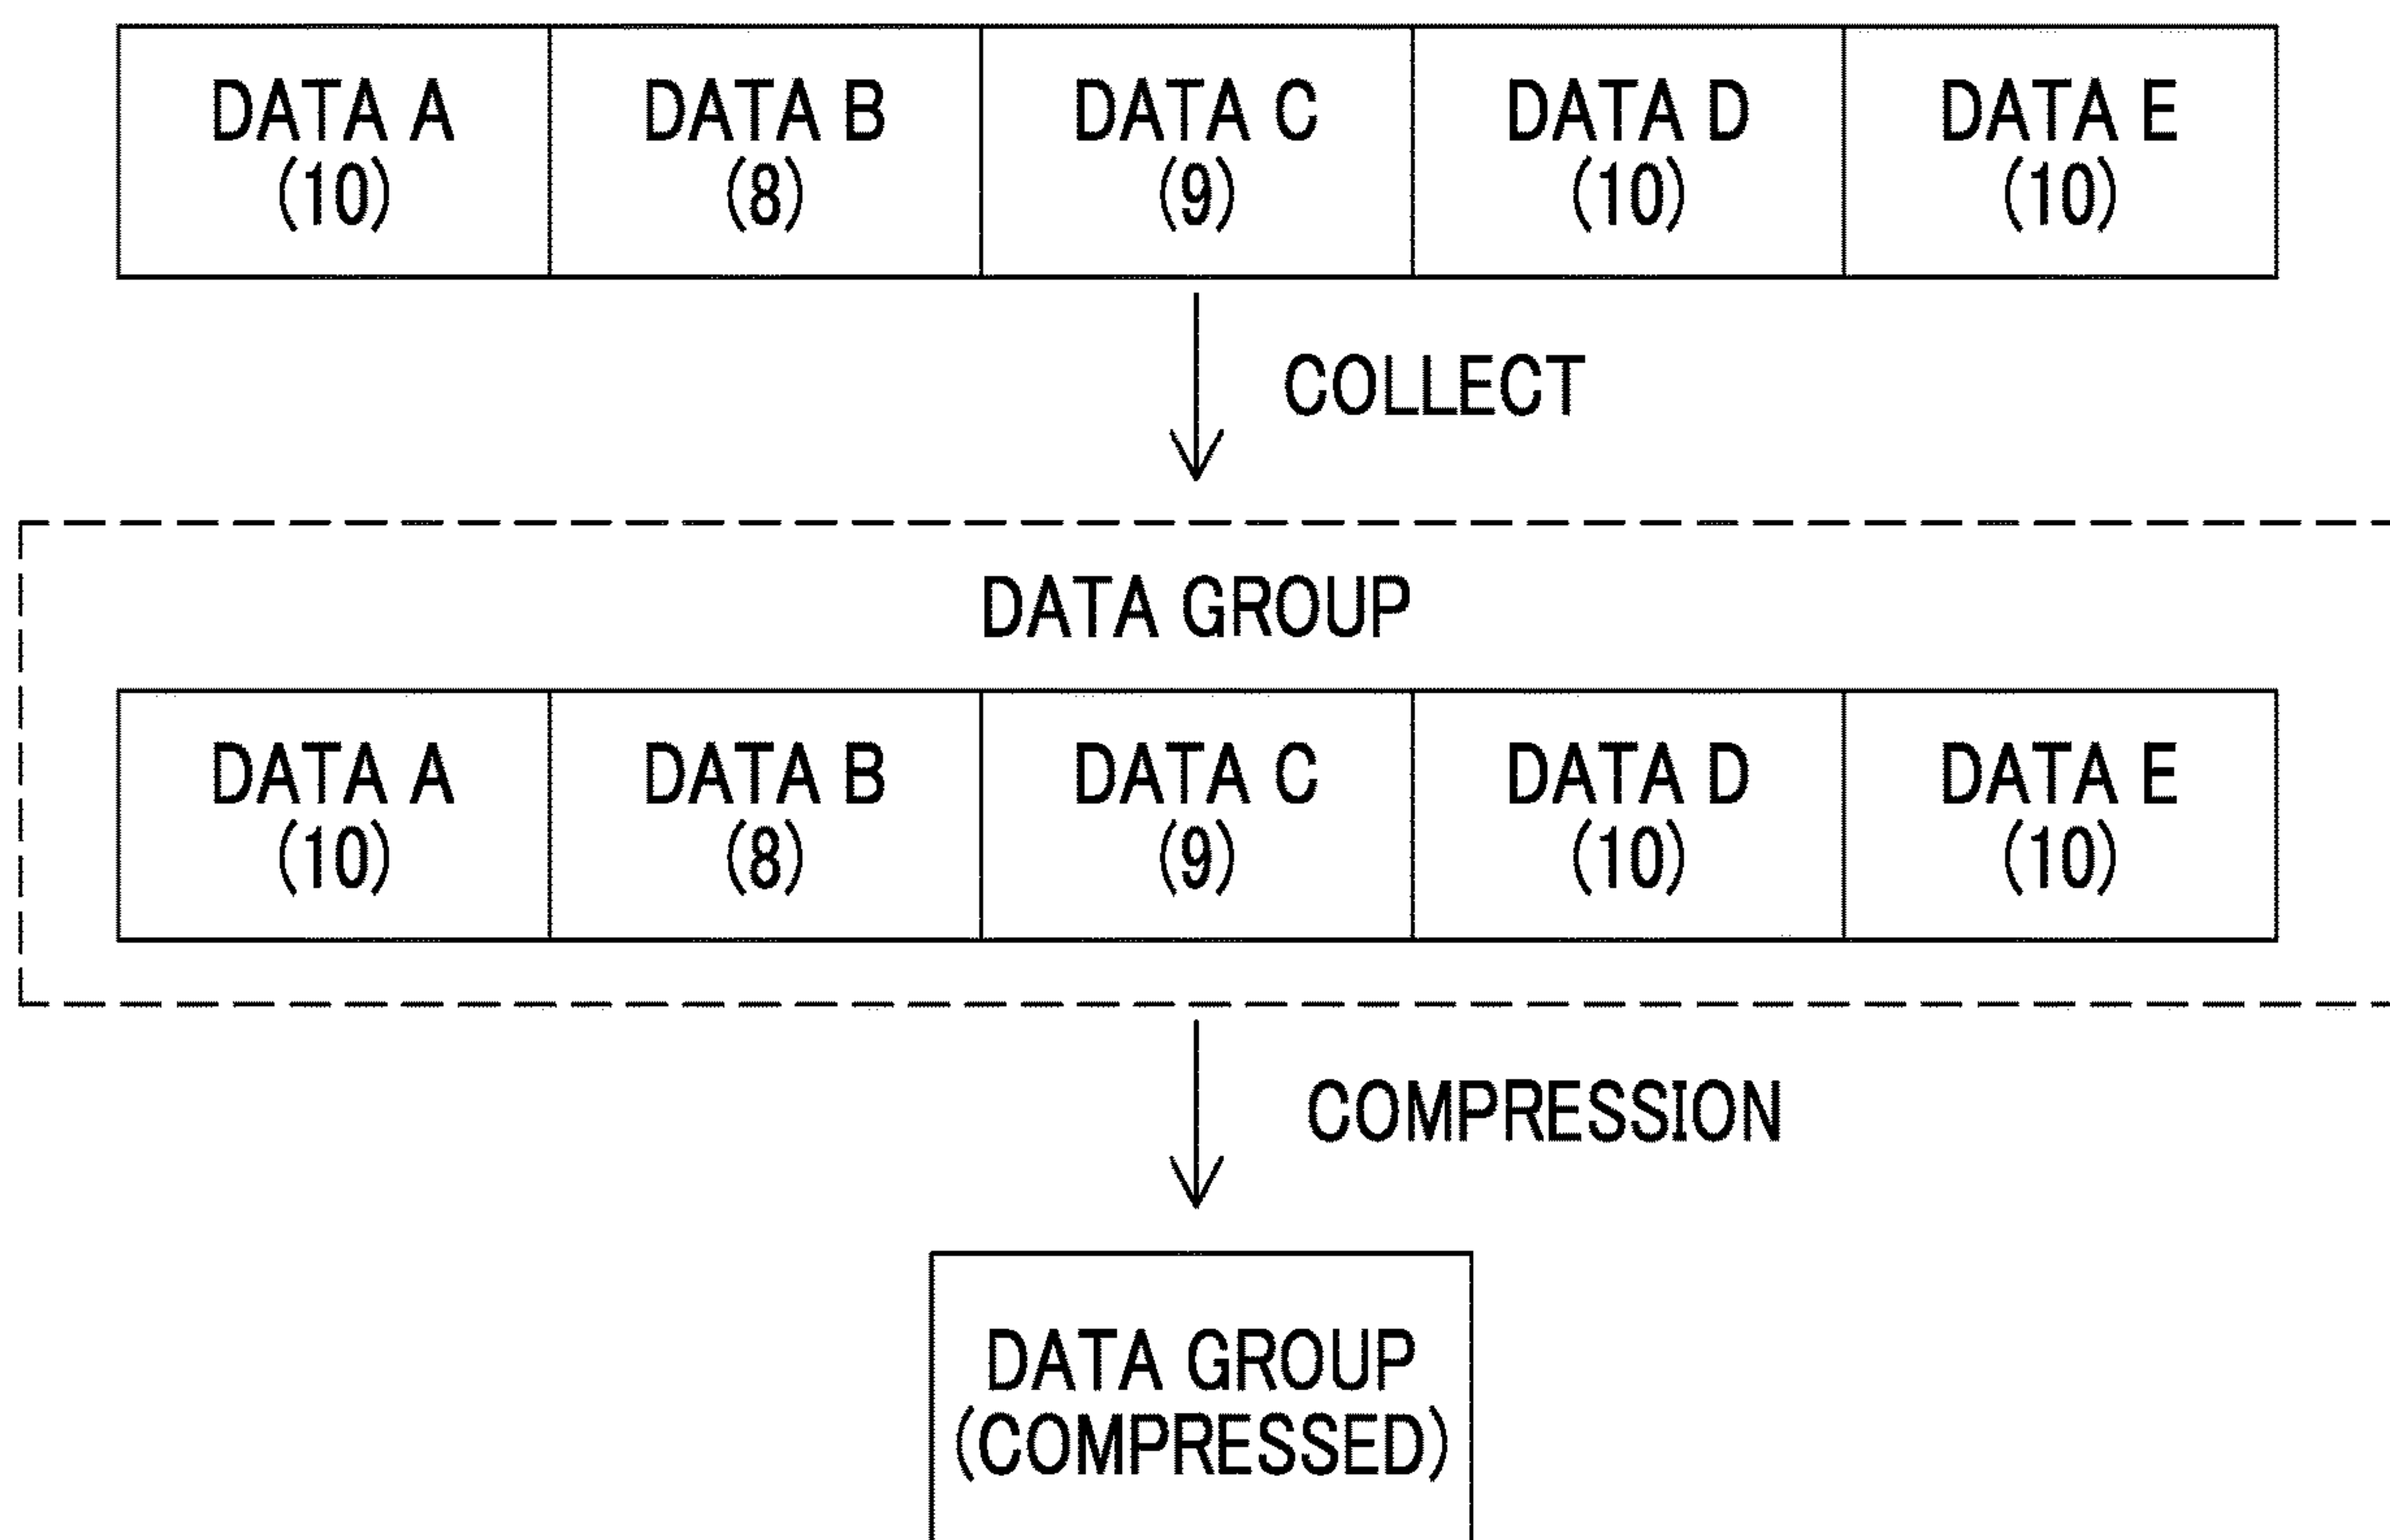 DATA A DATA B DATA C DATA D DATA E
(10) (8) (9) (10) (10)
COLLECT
DATA GROUP
DATA A DATA B DATA C DATA D DATA E
(10) (8) (9) (10) (10)
COMPRESSION
DATA GROUP
(COMPRESSED)